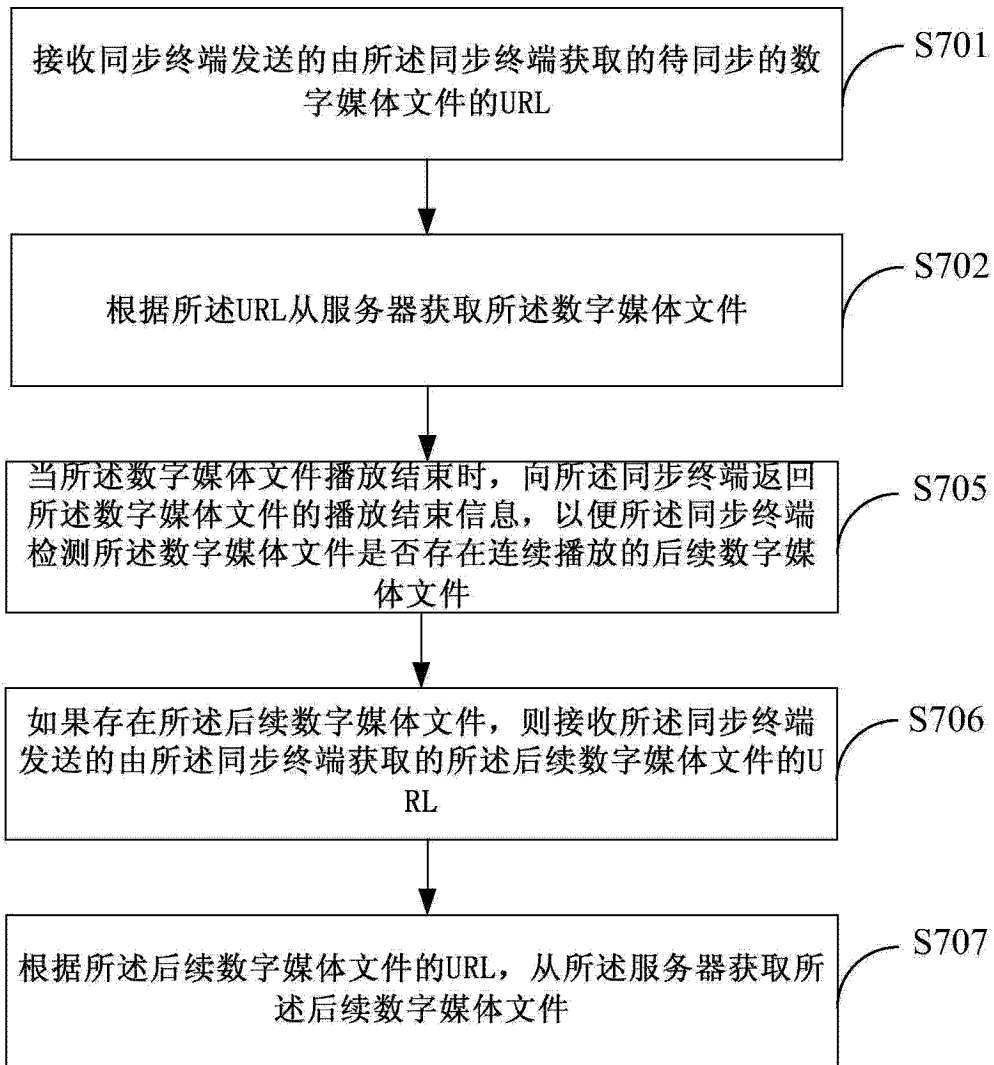 接收同步终端发送的由所述同步终端获取的待同步的数
字媒体文件的URL
S701
根据所述URL从服务器获取所述数字媒体文件
S702
当所述数字媒体文件播放结束时，向所述同步终端返回
所述数字媒体文件的播放结束信息，以便所述同步终端
检测所述数字媒体文件是否存在连续播放的后续数字媒
体文件
S705
如果存在所述后续数字媒体文件，则接收所述同步终端
发送的由所述同步终端获取的所述后续数字媒体文件的U
RL
S706
根据所述后续数字媒体文件的URL，从所述服务器获取所
述后续数字媒体文件
S707